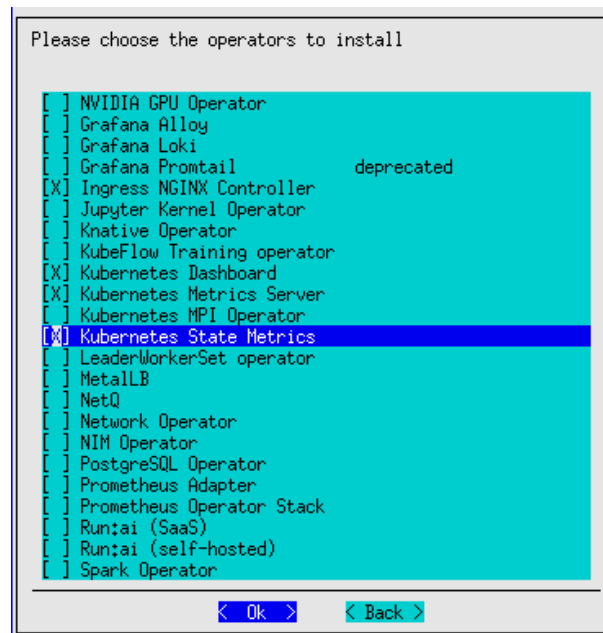 Please choose the operators to install
[ ] NVIDIA GPU Operator
[ ] Grafana Alloy
[ ] Grafana Loki
[ ] Grafana Promtail deprecated
[X] Ingress NGINX Controller
[ ] Jupyter Kernel Operator
[ ] Knative Operator
[ ] KubeFlow Training operator
[X] Kubernetes Dashboard
[X] Kubernetes Metrics Server
[ ] Kubernetes MPI Operator
[X] Kubernetes State Metrics
[ ] LeaderWorkerSet operator
[ ] MetalLB
[ ] NetQ
[ ] Network Operator
[ ] NIM Operator
[ ] PostgreSQL Operator
[ ] Prometheus Adapter
[ ] Prometheus Operator Stack
[ ] Run:ai (SaaS)
[ ] Run:ai (self-hosted)
[ ] Spark Operator
< Ok > < Back >